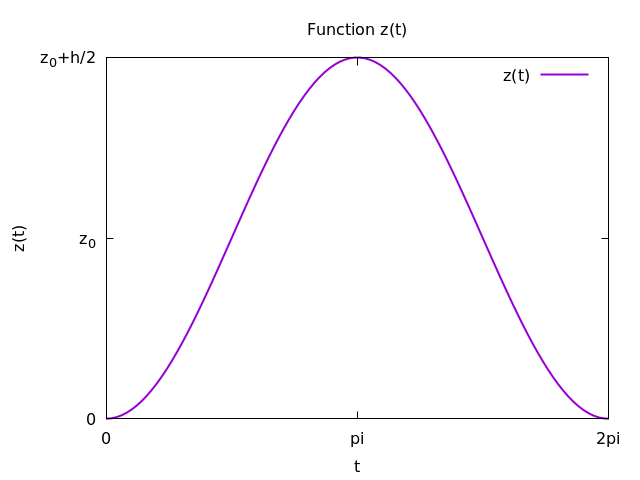 Function z(t)
z₀+h/2
z(t)
z(t)
z₀
0
0 pi 2pi
t